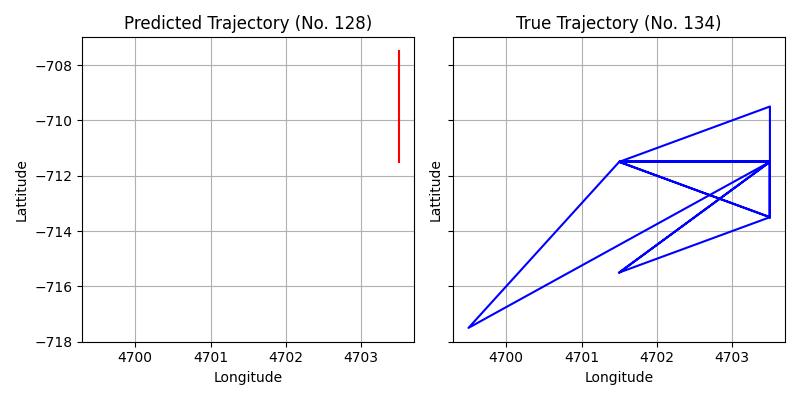 Predicted Trajectory (No. 128)
True Trajectory (No. 134)
−708
−710
−712
−714
−716
−718
Lattitude
Lattitude
4700
4701
4702
4703
4700
4701
4702
4703
Longitude
Longitude